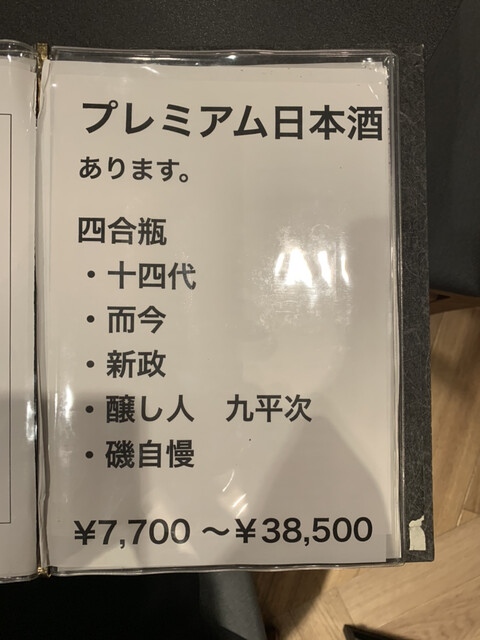 プレミアム日本酒
あります。
四合瓶
・十四代
・而今
・新政
・醸し人　九平次
・磯自慢
¥7,700 〜¥38,500